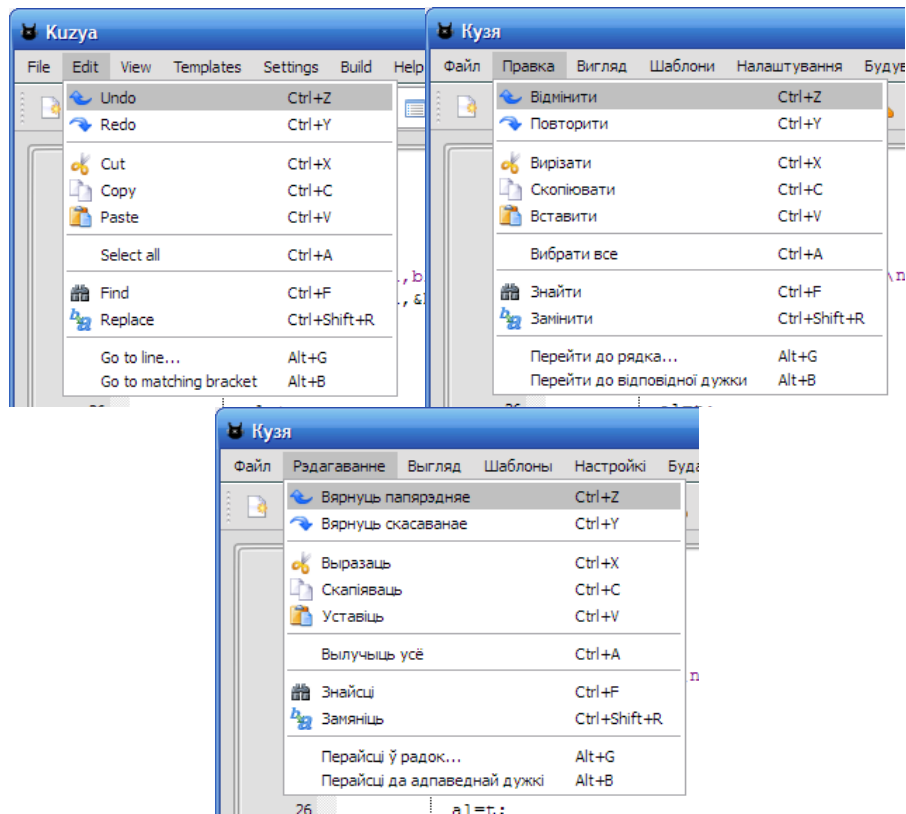 Kuzya
File Edit View Templates Settings Build Help
Undo Ctrl+Z
Redo Ctrl+Y
Cut Ctrl+X
Copy Ctrl+C
Paste Ctrl+V
Select all Ctrl+A
Find Ctrl+F
Replace Ctrl+Shift+R
Go to line... Alt+G
Go to matching bracket Alt+B
Кузя
Файл Правка Вигляд Шаблони Налаштування
Відмінити Ctrl+Z
Повторити Ctrl+Y
Вирізати Ctrl+X
Скопіювати Ctrl+C
Вставити Ctrl+V
Вибрати все Ctrl+A
Знайти Ctrl+F
Замінити Ctrl+Shift+R
Перейти до рядка... Alt+G
Перейти до відповідної дужки Alt+B
Кузя
Файл Рэдагаванне Выгляд Шаблоны Настройкі
Вярнуць папярэдняе Ctrl+Z
Вярнуць скасаванае Ctrl+Y
Выразаць Ctrl+X
Скапіяваць Ctrl+C
Уставіць Ctrl+V
Вылучыць усё Ctrl+A
Знайсці Ctrl+F
Замяніць Ctrl+Shift+R
Перайсці ў радок... Alt+G
Перайсці да адпаведнай дужкі Alt+B
26 a1=t;